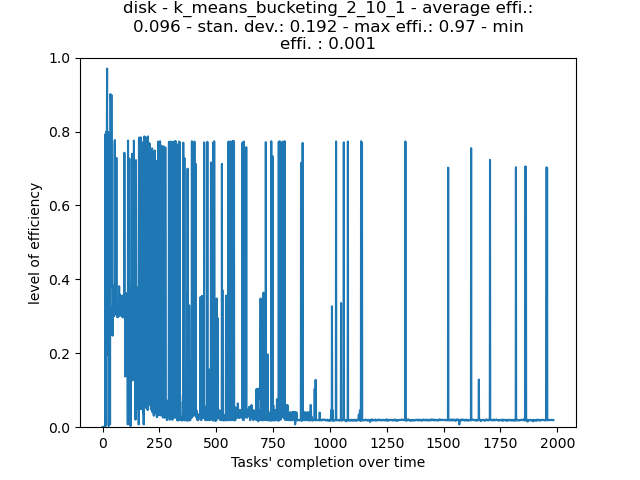 disk - k_means_bucketing_2_10_1 - average effi.:
0.096 - stan. dev.: 0.192 - max effi.: 0.97 - min
effi. : 0.001
1.0
0.8
0.6
0.4
0.2
0.0
level of efficiency
0 250 500 750 1000 1250 1500 1750 2000
Tasks' completion over time